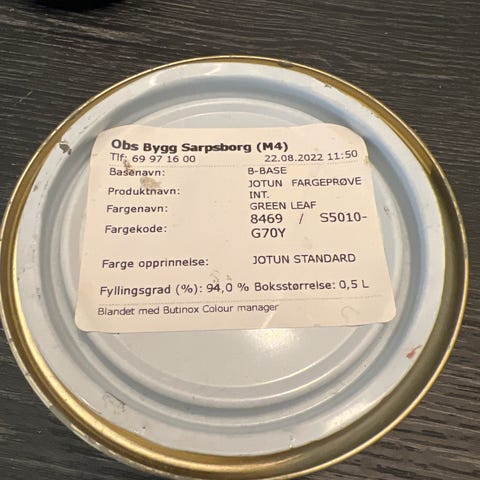 Obs Bygg Sarpsborg (M4)
Tlf: 69 97 16 00 22.08.2022 11:50
Basenavn: B-BASE
Produktnavn: JOTUN FARGEPRØVE
INT.
Fargenavn: GREEN LEAF
Fargekode: 8469 / S5010-
G70Y
Farge opprinnelse: JOTUN STANDARD
Fyllingsgrad (%): 94,0 % Boksstørrelse: 0,5 L
Blandet med Butinox Colour manager